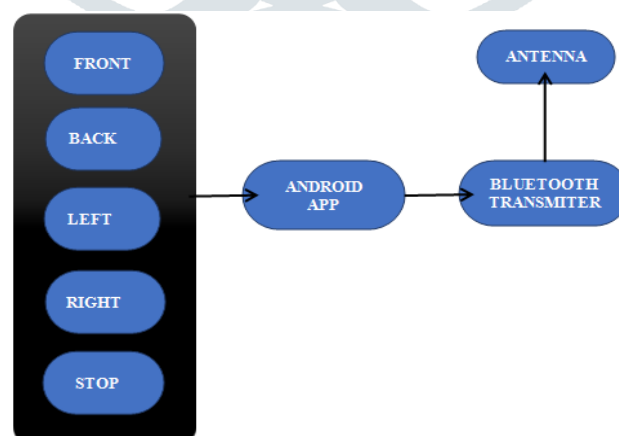 FRONT
BACK
LEFT
RIGHT
STOP
ANDROID
APP
BLUETOOTH
TRANSMITER
ANTENNA